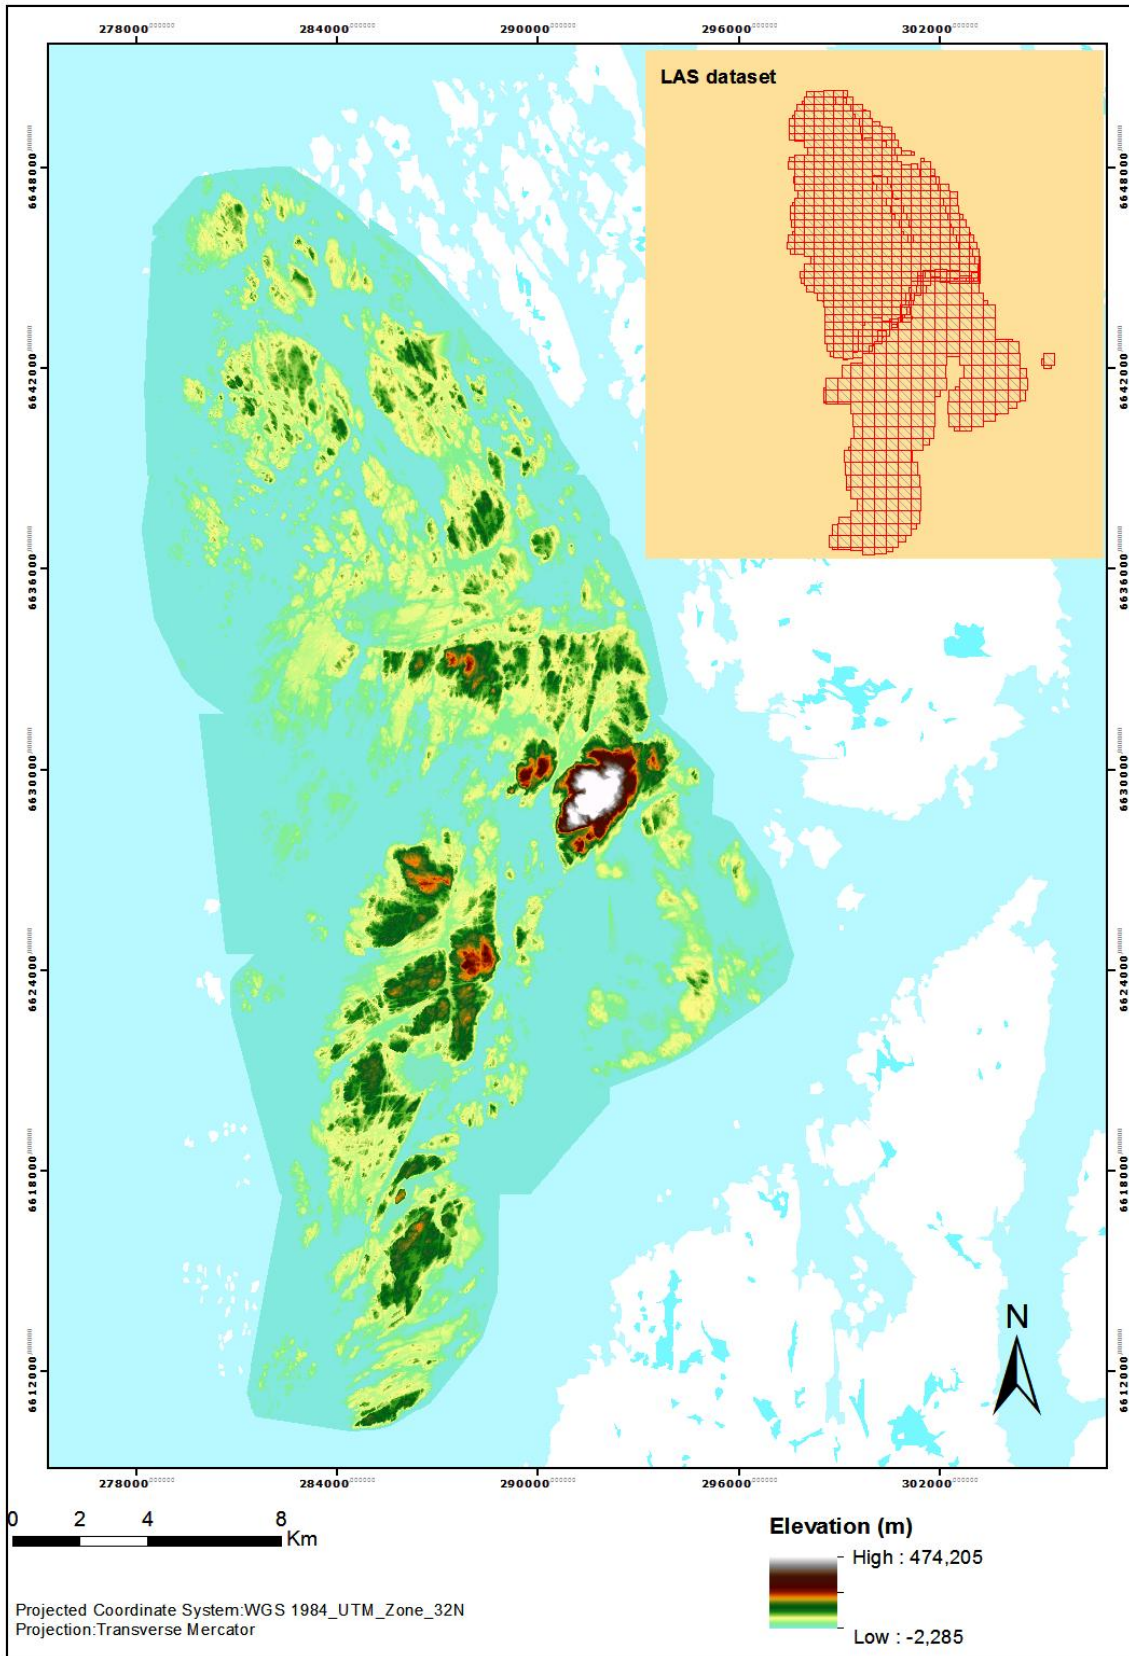 278000 284000 290000 296000 302000
LAS dataset
6648000 6648000
6642000 6642000
6636000 6636000
6630000 6630000
6624000 6624000
6618000 6618000
6612000 6612000
N
278000 284000 290000 296000 302000
0 2 4 8
Km
Elevation (m)
High : 474,205
Low : -2,285
Projected Coordinate System:WGS 1984_UTM_Zone_32N
Projection:Transverse Mercator